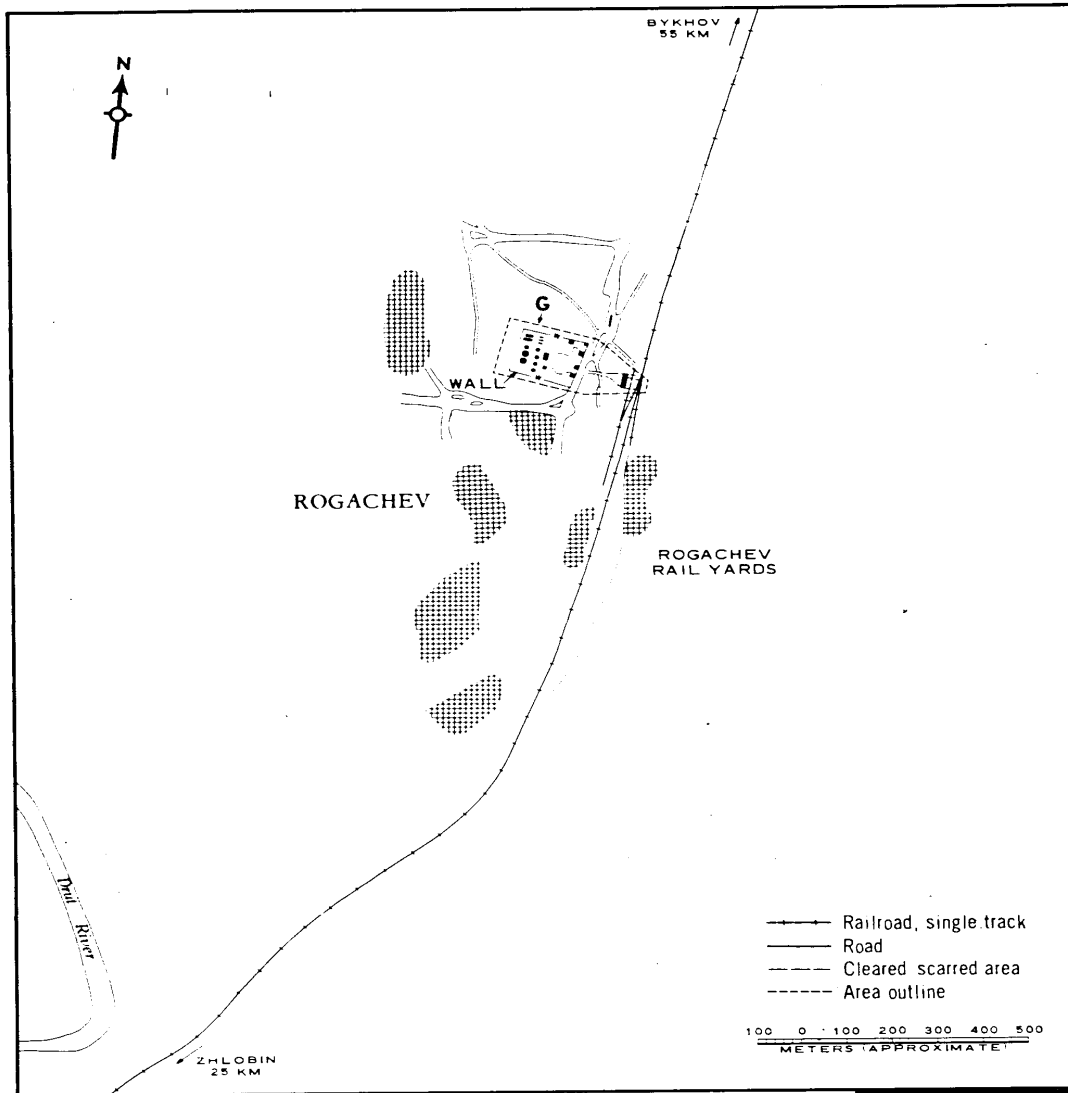 BYKHOV
55 KM
N
G
WALL
ROGACHEV
ROGACHEV
RAIL YARDS
Drut River
Railroad, single track
Road
Cleared scarred area
Area outline
100 0 100 200 300 400 500
METERS (APPROXIMATE)
ZHLOBIN
25 KM